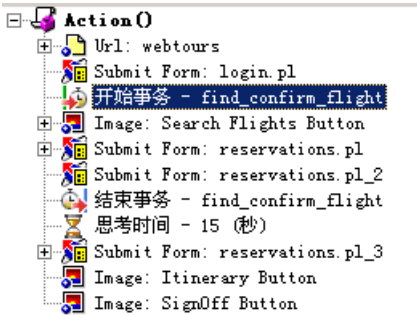 Action()
Url: webtours
Submit Form: login.pl
开始事务 - find_confirm_flight
Image: Search Flights Button
Submit Form: reservations.pl
Submit Form: reservations.pl_2
结束事务 - find_confirm_flight
思考时间 - 15 (秒)
Submit Form: reservations.pl_3
Image: Itinerary Button
Image: SignOff Button